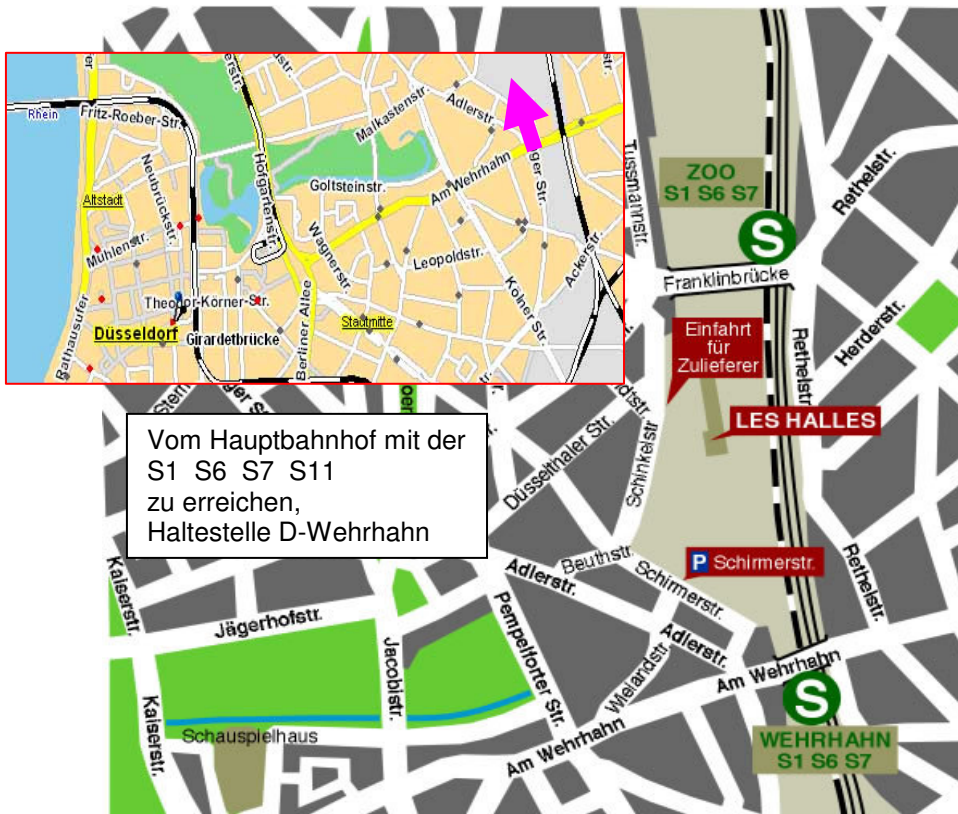 Rhein
Fritz-Roeber-Str.
Neubrückstr.
Altstadt
Mühlenstr.
Rathausufer
Theodor-Körner-Str.
Düsseldorf
Girardetbrücke
Hofgartenstr.
Berliner Allee
Wagnerstr.
Goltsteinstr.
Malkastenstr.
Adlerstr.
Am Wehrhahn
Leopoldstr.
Stadtmitte
Kölner Str.
Ackerstr.
ger Str.
Tussmannstr.
ZOO
S1 S6 S7
S
Franklinbrücke
Rethelstr.
Herderstr.
Rethelstr.
Einfahrt
für
Zulieferer
LES HALLES
Vom Hauptbahnhof mit der
S1 S6 S7 S11
zu erreichen,
Haltestelle D-Wehrhahn
Düsseltnaler Str.
Schinkelstr
P Schirmerstr.
Beuthstr.
Schirmerstr.
Rethelstr.
Adlerstr.
Adlerstr.
Pempelforter Str.
Wielandstr
Kaiserstr.
Jägerhofstr.
Jacobistr.
Kaiserstr.
Schauspielhaus
Am Wehrhahn
Am Wehrhahn
S
WEHRHAHN
S1 S6 S7